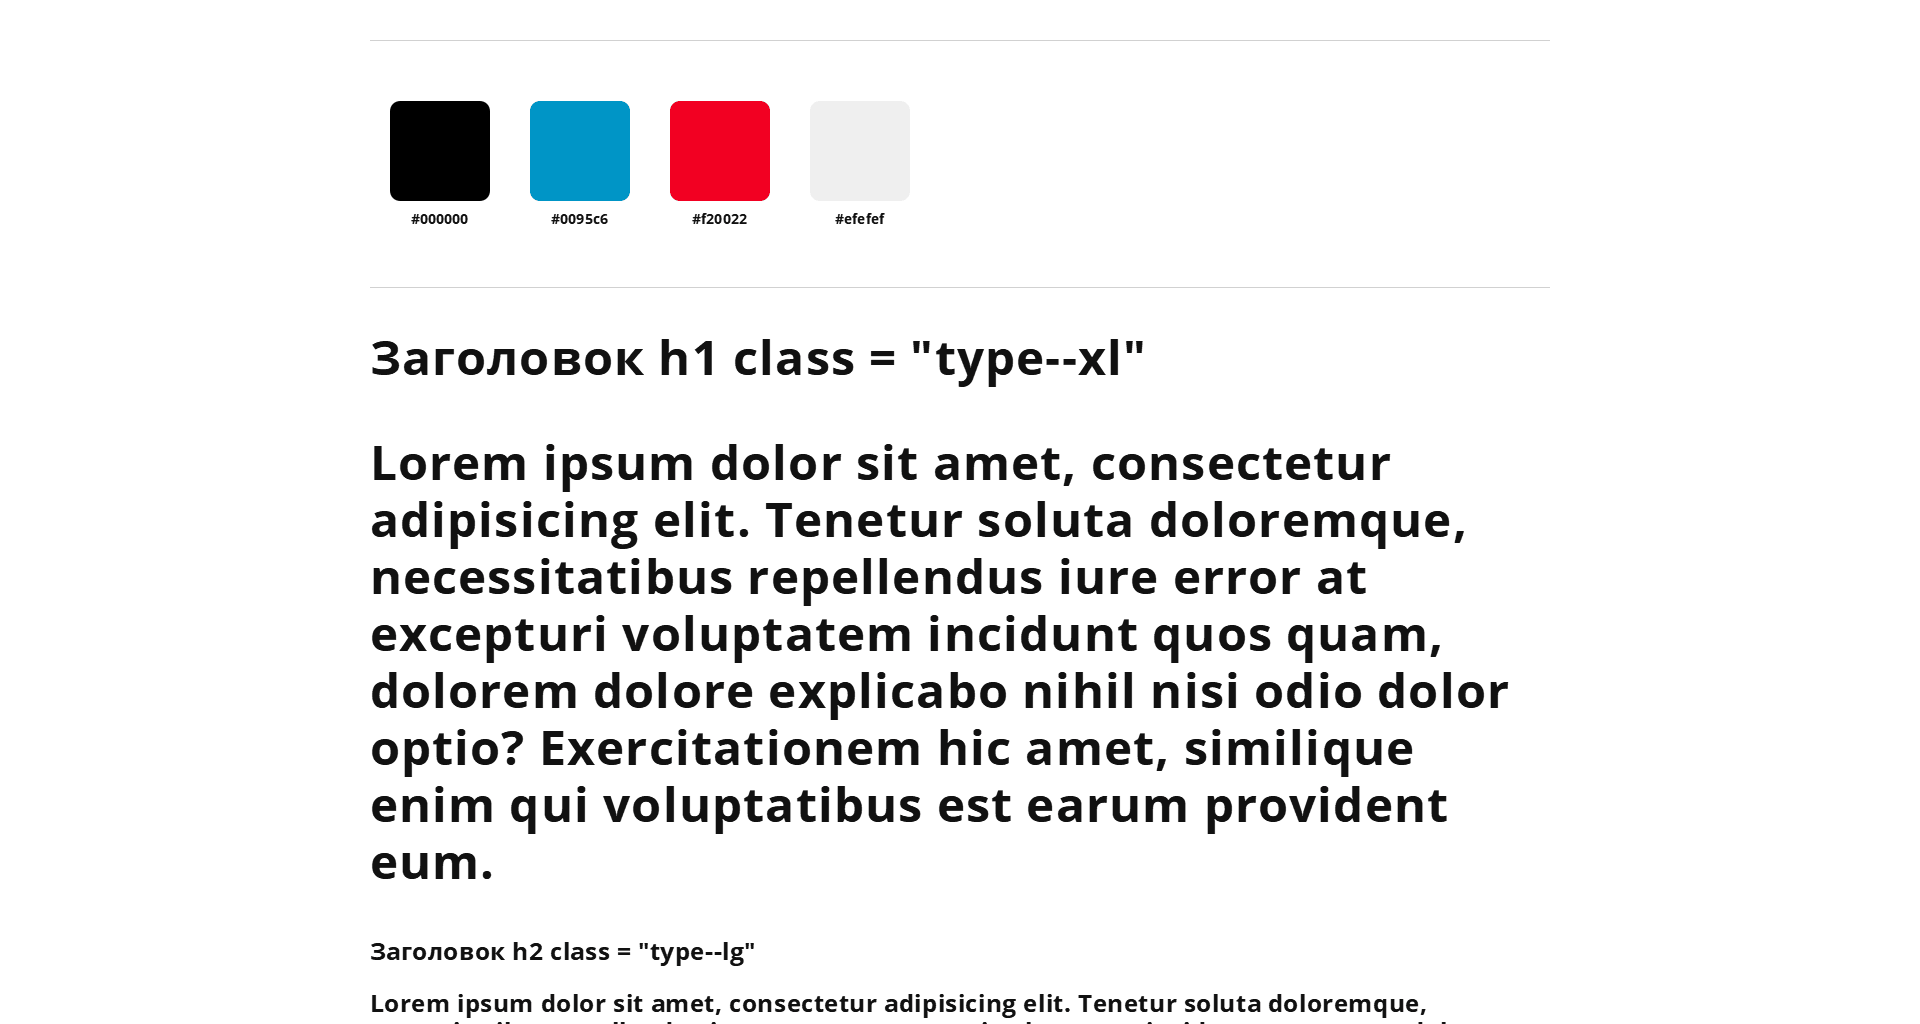 #000000
#0095c6
#f20022
#efefef
Заголовок h1 class = "type--xl"
Lorem ipsum dolor sit amet, consectetur
adipisicing elit. Tenetur soluta doloremque,
necessitatibus repellendus iure error at
excepturi voluptatem incidunt quos quam,
dolorem dolore explicabo nihil nisi odio dolor
optio? Exercitationem hic amet, similique
enim qui voluptatibus est earum provident
eum.
Заголовок h2 class = "type--lg"
Lorem ipsum dolor sit amet, consectetur adipisicing elit. Tenetur soluta doloremque,